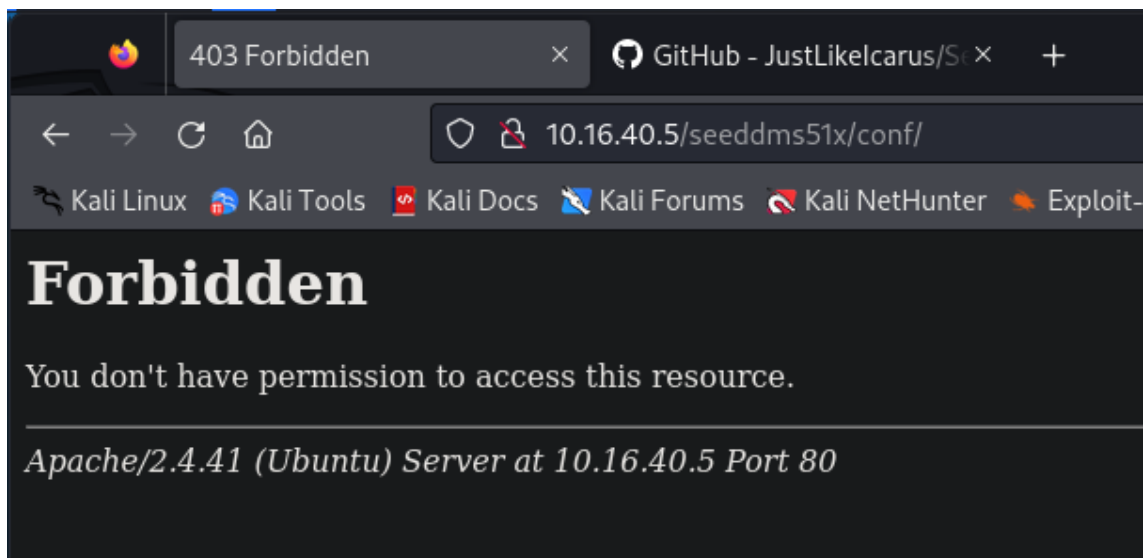 403 Forbidden
GitHub - JustLikeIcarus/Se
10.16.40.5/seeddms51x/conf/
Kali Linux Kali Tools Kali Docs Kali Forums Kali NetHunter Exploit-
Forbidden
You don't have permission to access this resource.
Apache/2.4.41 (Ubuntu) Server at 10.16.40.5 Port 80